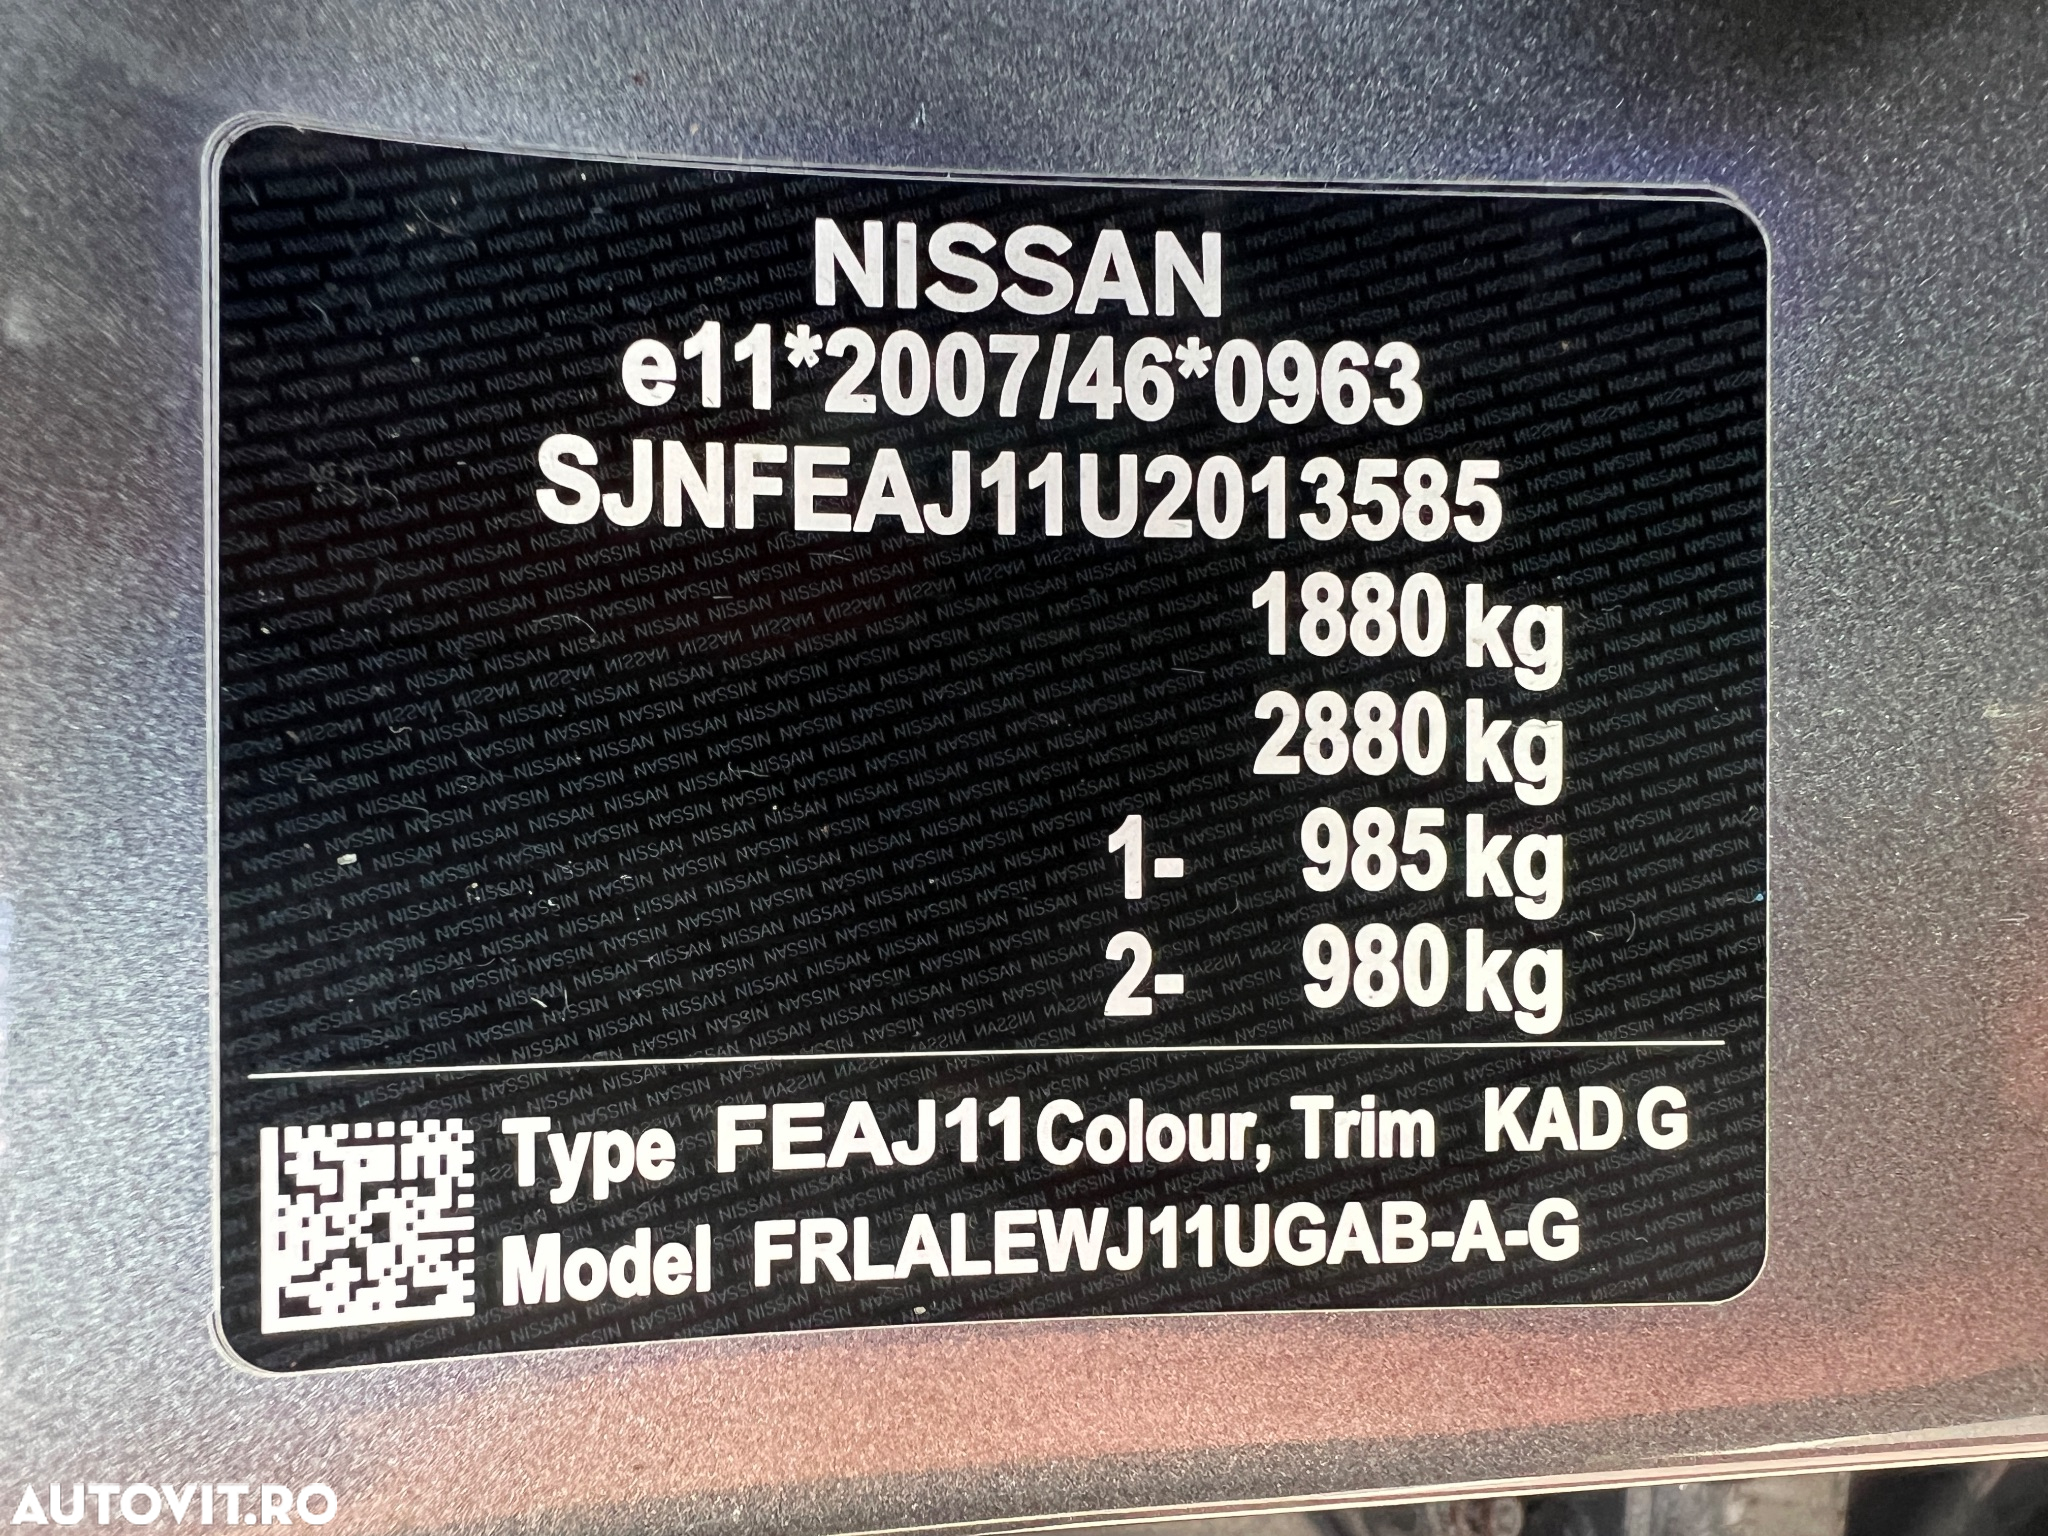 NISSAN
e11*2007/46*0963
SJNFEAJ11U2013585
1880 kg
2880 kg
1- 985 kg
2- 980 kg
Type FEAJ11 Colour, Trim KAD G
Model FRLALEWJ11UGAB-A-G
AUTOVIT.RO